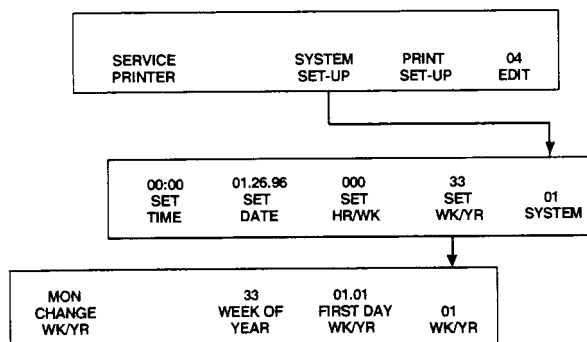 04
SERVICE SYSTEM PRINT EDIT
PRINTER SET-UP SET-UP
00:00 01.26.96 000 33 01
SET SET SET SET SYSTEM
TIME DATE HR/WK WK/YR
MON 33 01.01 01
CHANGE WEEK OF FIRST DAY WK/YR
WK/YR YEAR WK/YR